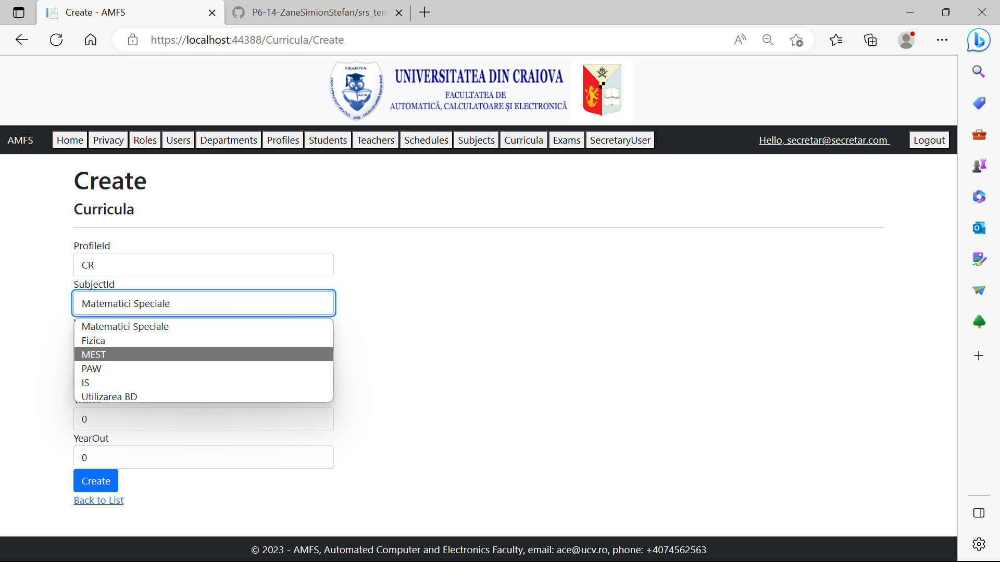 Create - AMFS
P6-T4-ZaneSimionStefan/srs_tem
https://localhost:44388/Curricula/Create
CRAIOVA
A.C.E.
UNIVERSITATEA DIN CRAIOVA
FACULTATEA DE
AUTOMATICĂ, CALCULATOARE ȘI ELECTRONICĂ
AMFS
Home Privacy Roles Users Departments Profiles Students Teachers Schedules Subjects Curricula Exams SecretaryUser
Hello, secretar@secretar.com
Logout
Create
Curricula
ProfileId
CR
SubjectId
Matematici Speciale
Matematici Speciale
Fizica
MEST
PAW
IS
Utilizarea BD
0
YearOut
0
Create
Back to List
© 2023 - AMFS, Automated Computer and Electronics Faculty, email: ace@ucv.ro, phone: +4074562563